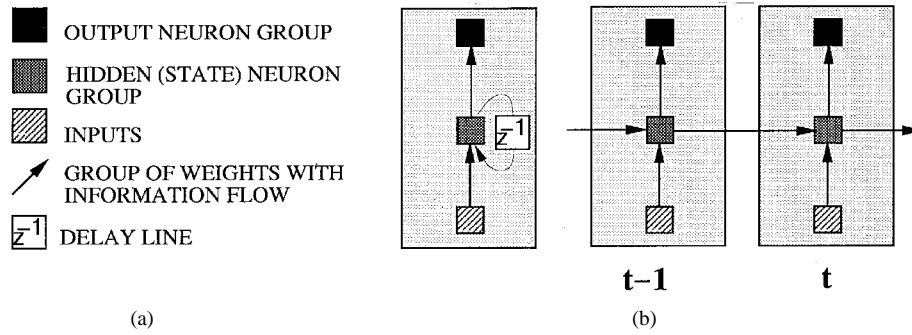 OUTPUT NEURON GROUP
HIDDEN (STATE) NEURON
GROUP
INPUTS
GROUP OF WEIGHTS WITH
INFORMATION FLOW
z⁻¹ DELAY LINE
z⁻¹
t−1 t
(a) (b)